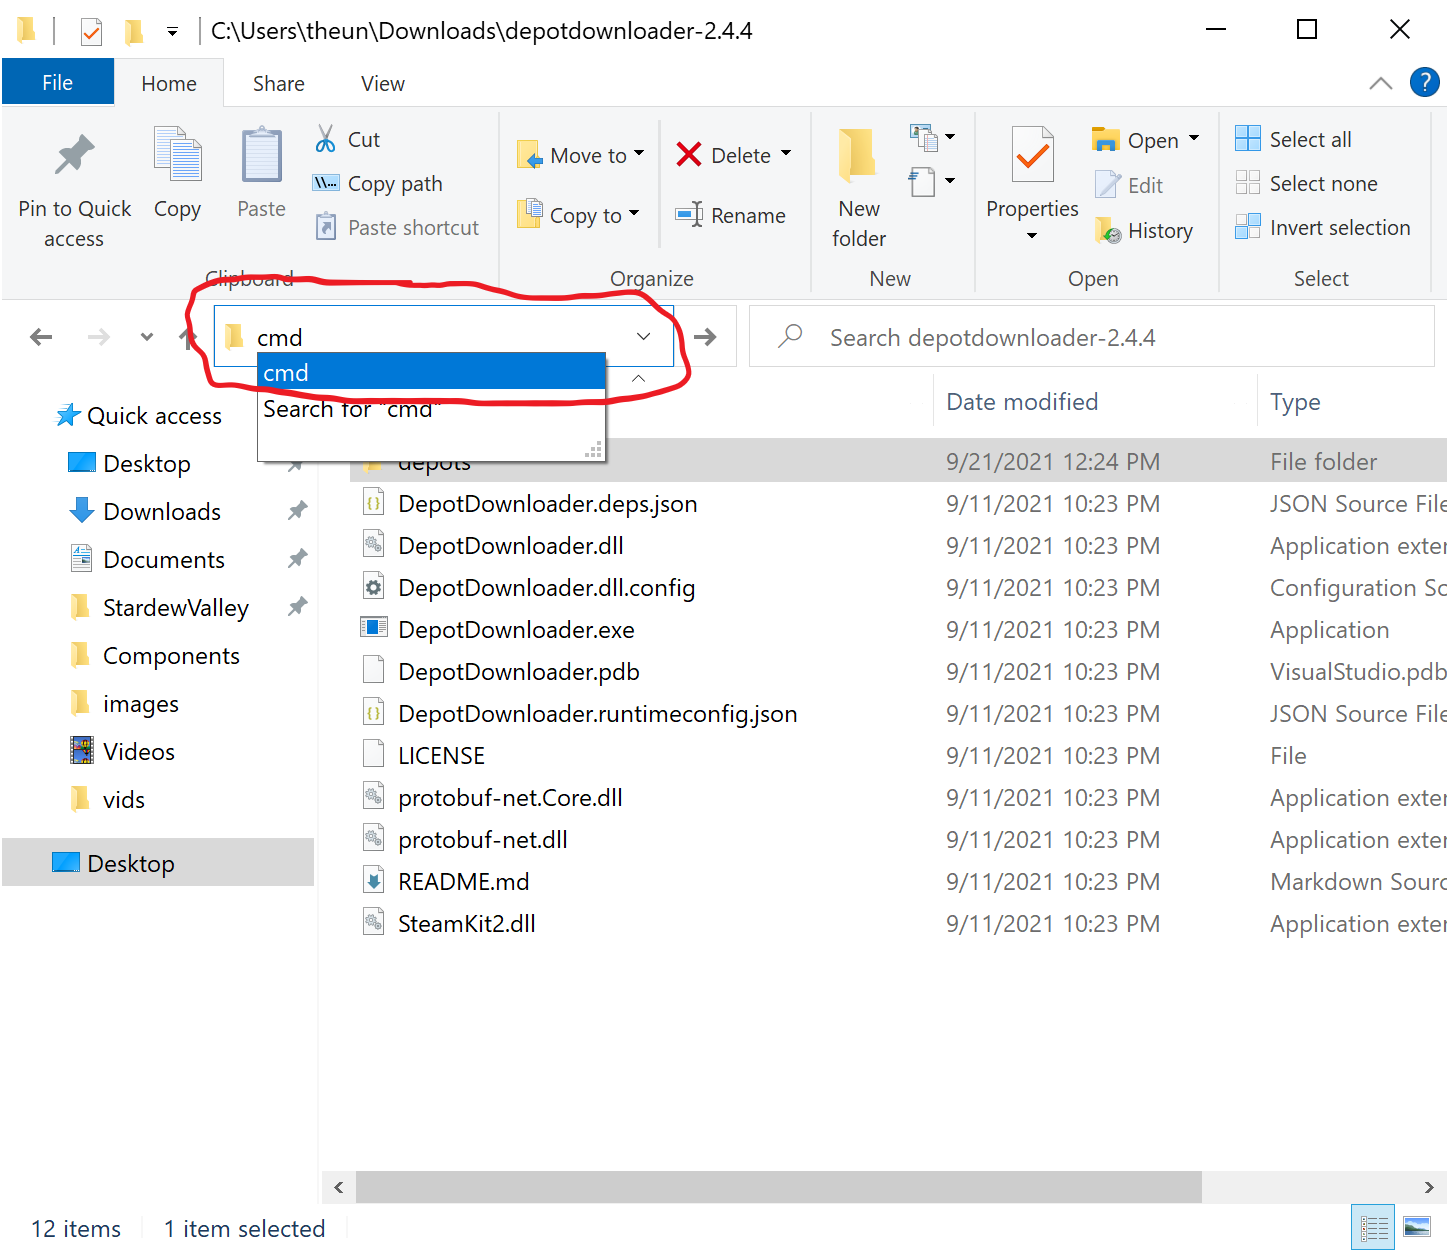 C:\Users\theun\Downloads\depotdownloader-2.4.4
File Home Share View
Pin to Quick access
Copy
Paste
Cut
Copy path
Paste shortcut
Clipboard
Move to
Copy to
Delete
Rename
Organize
New folder
New
Properties
Open
Edit
History
Open
Select all
Select none
Invert selection
Select
cmd
Search depotdownloader-2.4.4
cmd
Search for "cmd"
Date modified Type
Quick access
Desktop
Downloads
Documents
StardewValley
Components
images
Videos
vids
Desktop
depots 9/21/2021 12:24 PM File folder
DepotDownloader.deps.json 9/11/2021 10:23 PM JSON Source File
DepotDownloader.dll 9/11/2021 10:23 PM Application exter
DepotDownloader.dll.config 9/11/2021 10:23 PM Configuration So
DepotDownloader.exe 9/11/2021 10:23 PM Application
DepotDownloader.pdb 9/11/2021 10:23 PM VisualStudio.pdb
DepotDownloader.runtimeconfig.json 9/11/2021 10:23 PM JSON Source File
LICENSE 9/11/2021 10:23 PM File
protobuf-net.Core.dll 9/11/2021 10:23 PM Application exter
protobuf-net.dll 9/11/2021 10:23 PM Application exter
README.md 9/11/2021 10:23 PM Markdown Sourc
SteamKit2.dll 9/11/2021 10:23 PM Application exter
12 items 1 item selected